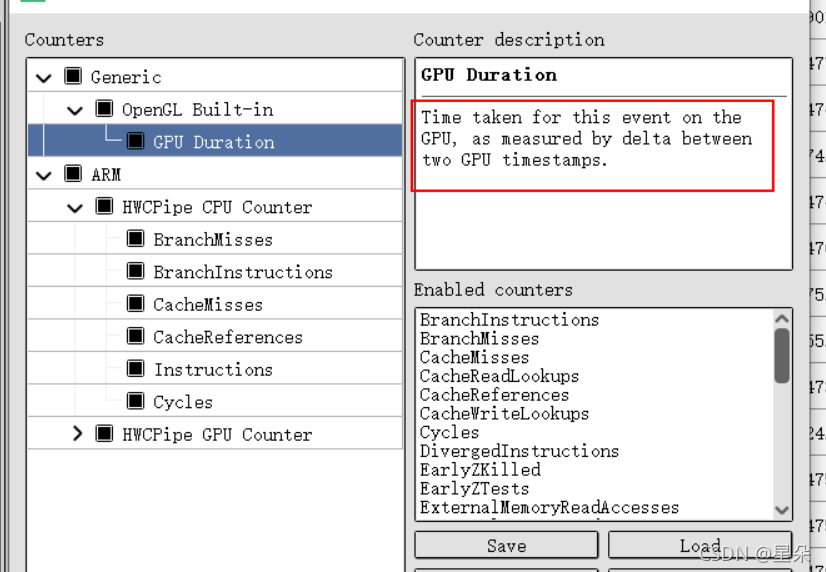 Counters
Generic
OpenGL Built-in
GPU Duration
ARM
HWCPipe CPU Counter
BranchMisses
BranchInstructions
CacheMisses
CacheReferences
Instructions
Cycles
HWCPipe GPU Counter
Counter description
GPU Duration
Time taken for this event on the
GPU, as measured by delta between
two GPU timestamps.
Enabled counters
BranchInstructions
BranchMisses
CacheMisses
CacheReadLookups
CacheReferences
CacheWriteLookups
Cycles
DivergedInstructions
EarlyZKilled
EarlyZTests
ExternalMemoryReadAccesses
Save
Load
CSDN @星朵